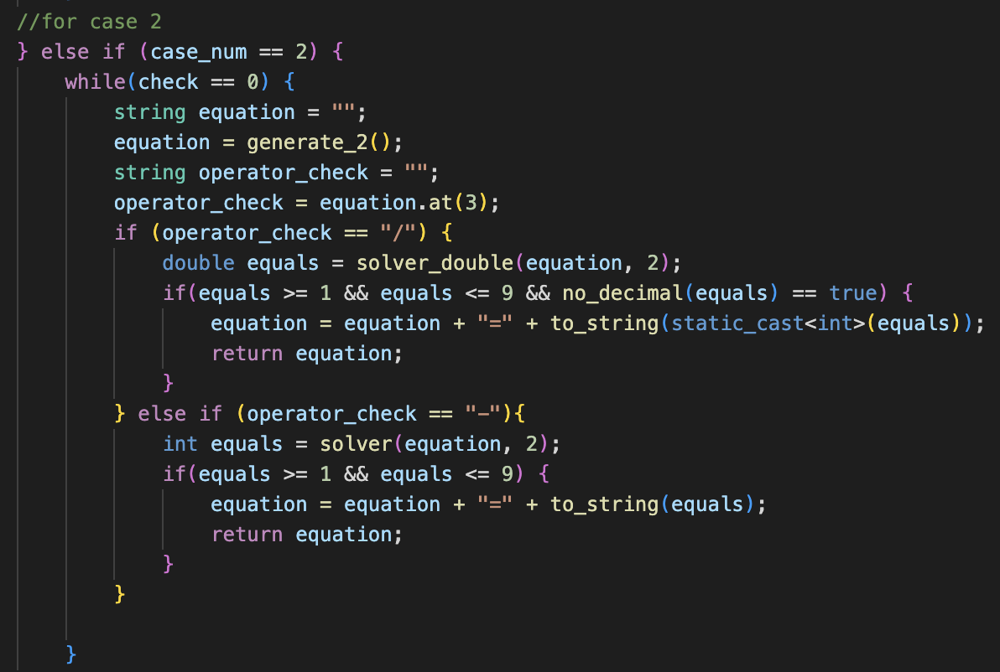 //for case 2
} else if (case_num == 2) {
    while(check == 0) {
        string equation = "";
        equation = generate_2();
        string operator_check = "";
        operator_check = equation.at(3);
        if (operator_check == "/") {
            double equals = solver_double(equation, 2);
            if(equals >= 1 && equals <= 9 && no_decimal(equals) == true) {
                equation = equation + "=" + to_string(static_cast<int>(equals));
                return equation;
            }
        } else if (operator_check == "-"){
            int equals = solver(equation, 2);
            if(equals >= 1 && equals <= 9) {
                equation = equation + "=" + to_string(equals);
                return equation;
            }
        }

    }